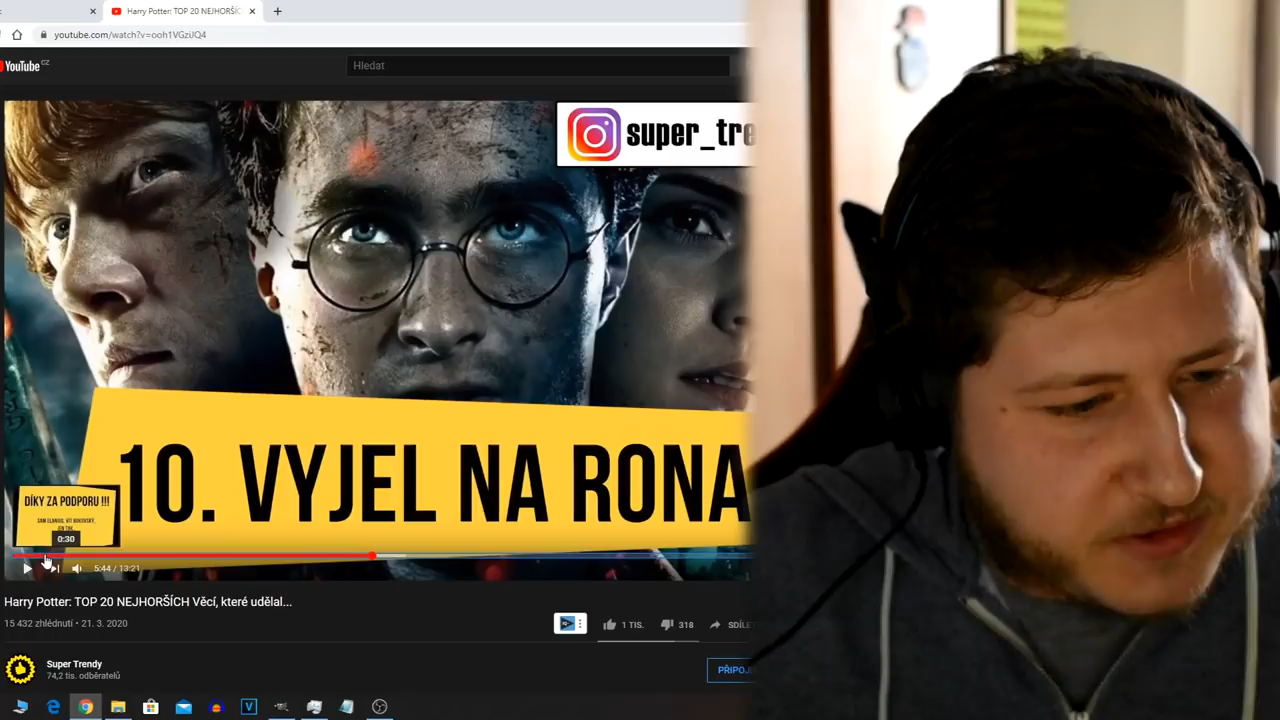 Harry Potter: TOP 20 NEJHORŠÍC
youtube.com/watch?v=ooh1VGziJQ4
YouTube CZ
Hledat
super_tre
10. VYJEL NA RONA
DÍKY ZA PODPORU !!!
0:30
5:44 / 13:21
Harry Potter: TOP 20 NEJHORŠÍCH Věcí, které udělal...
15 432 zhlédnutí • 21. 3. 2020
1 TIS.
318
SDÍLE
Super Trendy
74,2 tis. odběratelů
PŘIPOJ